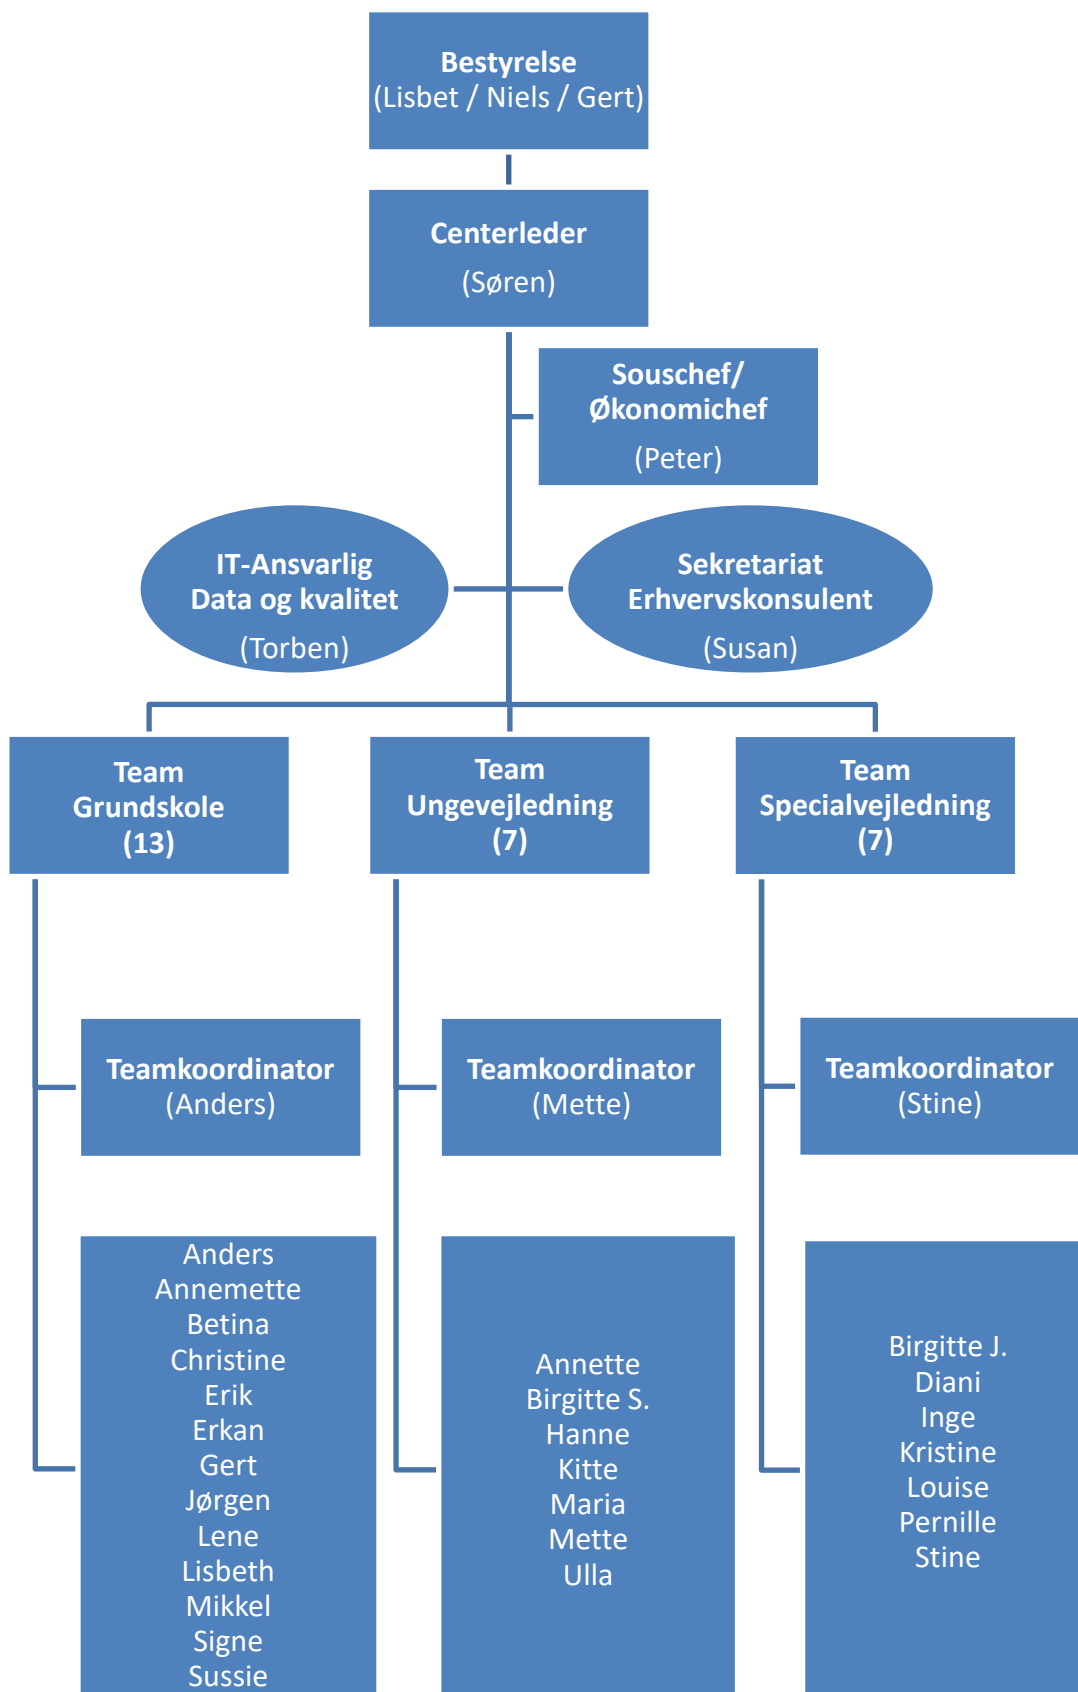 Bestyrelse
(Lisbet / Niels / Gert)
Centerleder
(Søren)
Souschef/
Økonomichef
(Peter)
IT-Ansvarlig
Data og kvalitet
(Torben)
Sekretariat
Erhvervskonsulent
(Susan)
Team
Grundskole
(13)
Team
Ungevejledning
(7)
Team
Specialvejledning
(7)
Teamkoordinator
(Anders)
Teamkoordinator
(Mette)
Teamkoordinator
(Stine)
Anders
Annemette
Betina
Christine
Erik
Erkan
Gert
Jørgen
Lene
Lisbeth
Mikkel
Signe
Sussie
Annette
Birgitte S.
Hanne
Kitte
Maria
Mette
Ulla
Birgitte J.
Diani
Inge
Kristine
Louise
Pernille
Stine